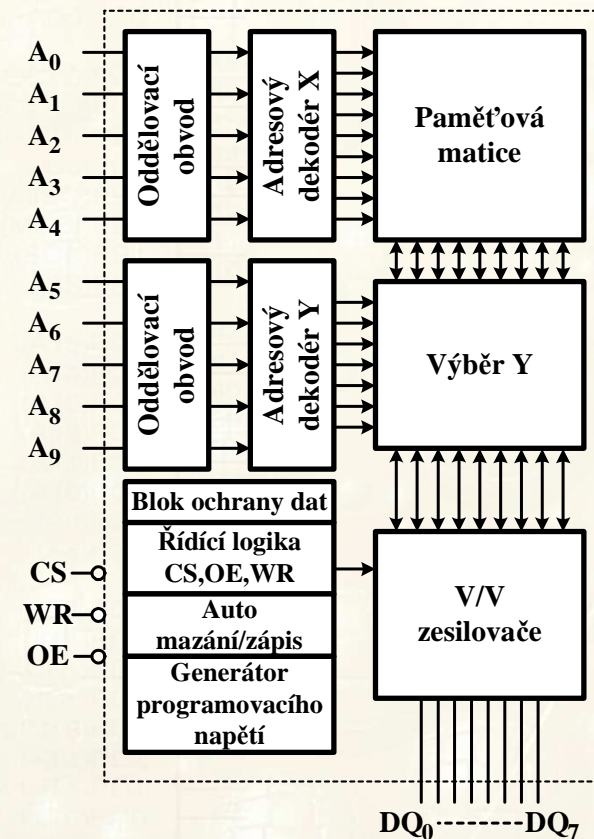 A0
A1
A2
A3
A4
Oddělovací
obvod
Adresový
dekodér X
Paměťová
matice
A5
A6
A7
A8
A9
Oddělovací
obvod
Adresový
dekodér Y
Výběr Y
Blok ochrany dat
Řídící logika
CS,OE,WR
Auto
mazání/zápis
Generátor
programovacího
napětí
CS
WR
OE
V/V
zesilovače
DQ0 ------- DQ7